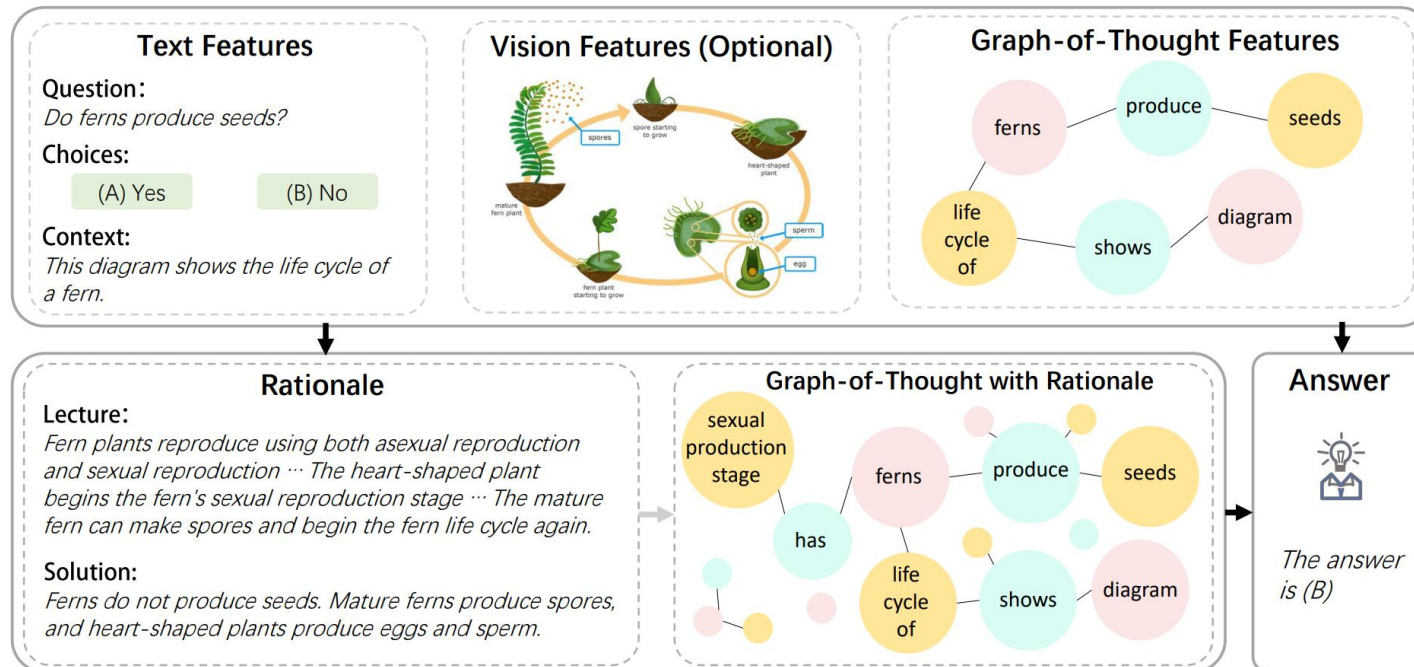 Text Features
Question:
Do ferns produce seeds?
Choices:
(A) Yes
(B) No
Context:
This diagram shows the life cycle of
a fern.
Vision Features (Optional)
spores
spore starting
to grow
heart-shaped
plant
mature
fern plant
sperm
egg
fern plant
starting to grow
Graph-of-Thought Features
ferns
produce
seeds
life
cycle
of
shows
diagram
Rationale
Lecture:
Fern plants reproduce using both asexual reproduction
and sexual reproduction ··· The heart-shaped plant
begins the fern's sexual reproduction stage ··· The mature
fern can make spores and begin the fern life cycle again.
Solution:
Ferns do not produce seeds. Mature ferns produce spores,
and heart-shaped plants produce eggs and sperm.
Graph-of-Thought with Rationale
sexual
production
stage
has
ferns
produce
seeds
life
cycle
of
shows
diagram
Answer
The answer
is (B)